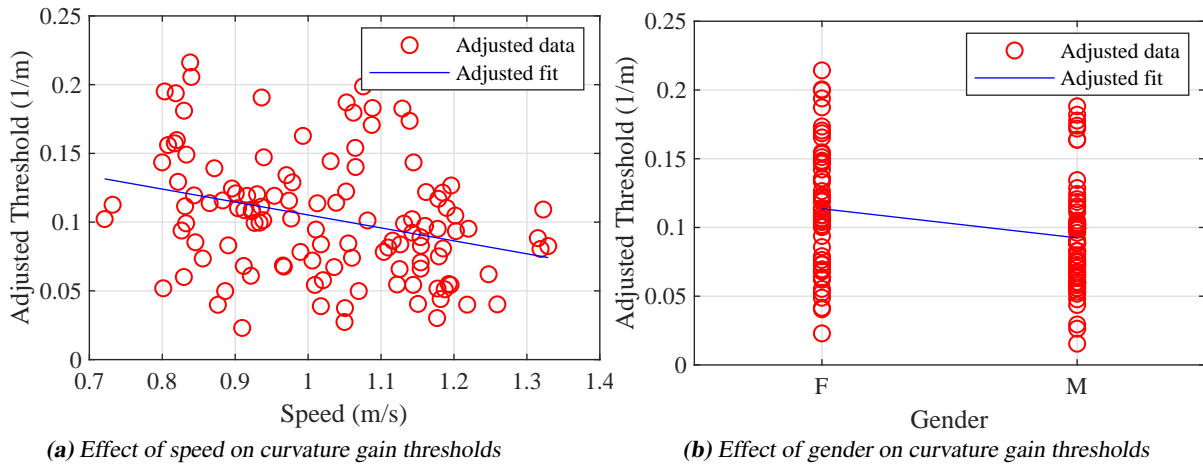 0.25
0.2
0.15
0.1
0.05
0
Adjusted Threshold (1/m)
Adjusted data
Adjusted fit
0.7 0.8 0.9 1 1.1 1.2 1.3 1.4
Speed (m/s)
(a) Effect of speed on curvature gain thresholds
0.25
0.2
0.15
0.1
0.05
0
Adjusted Threshold (1/m)
Adjusted data
Adjusted fit
F M
Gender
(b) Effect of gender on curvature gain thresholds